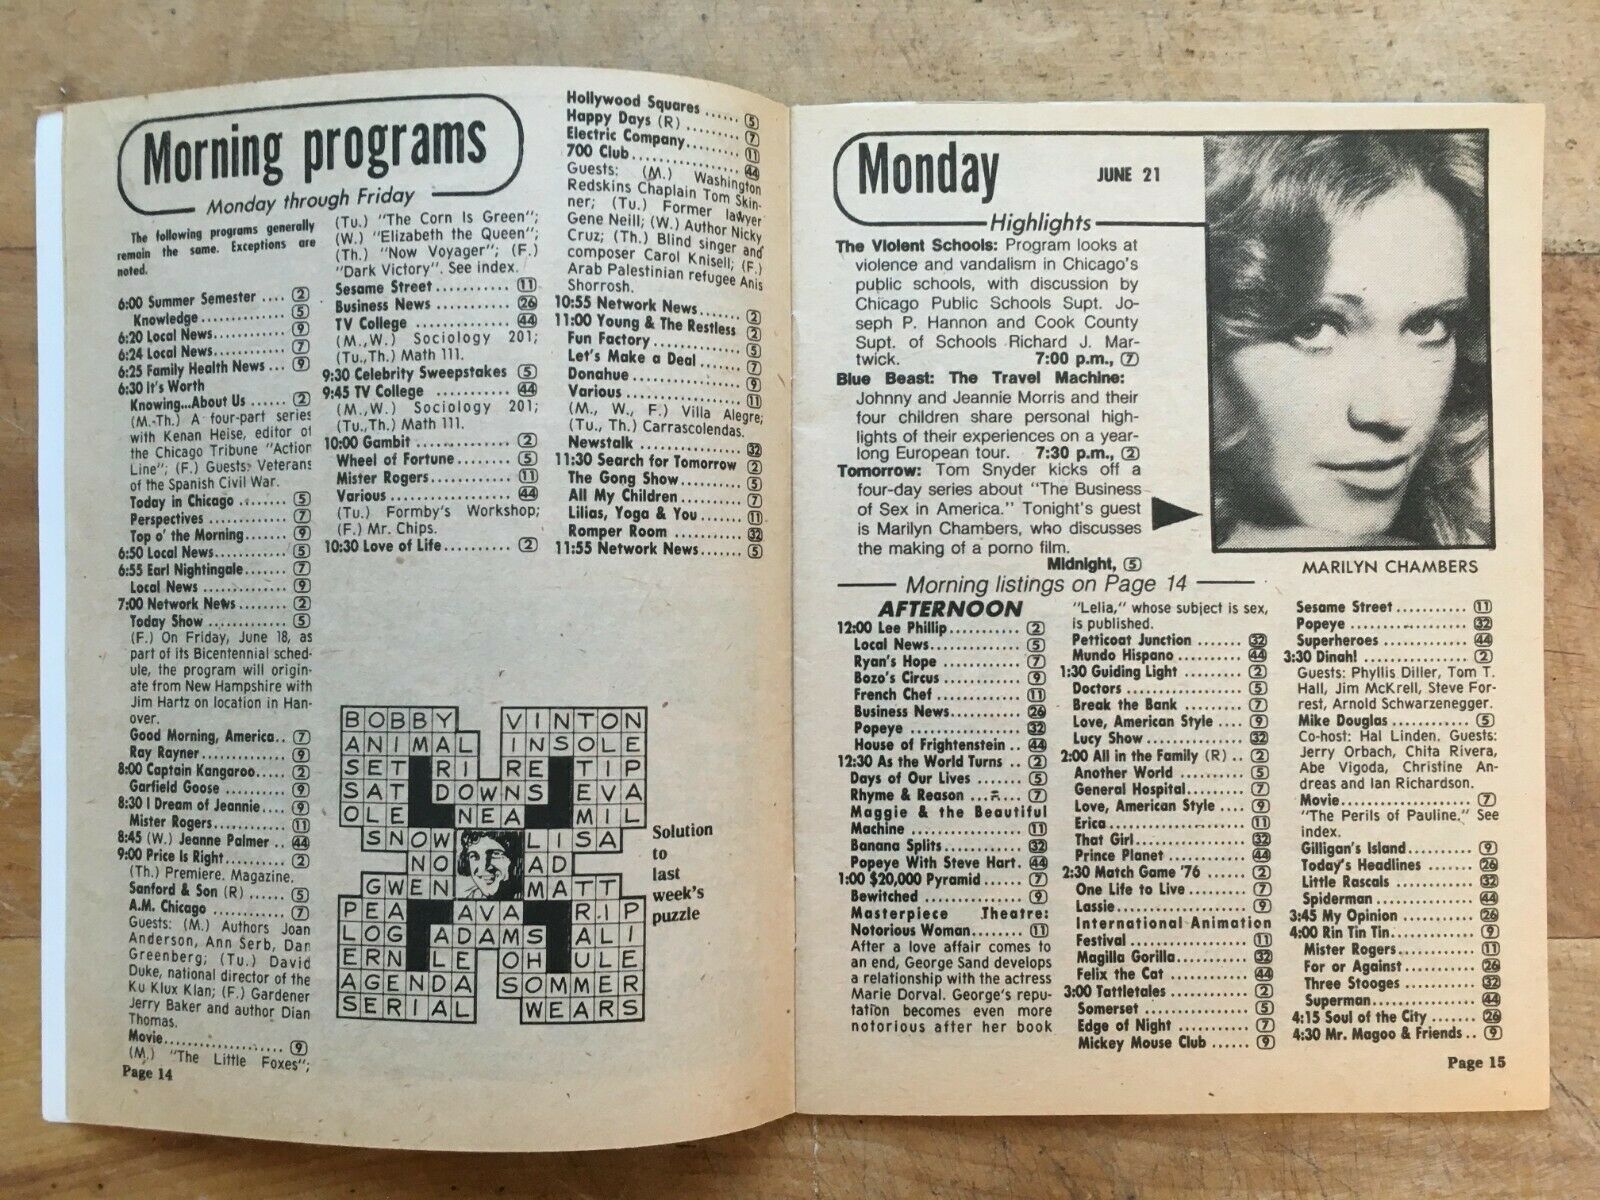 Morning programs
Monday through Friday
The following programs generally
remain the same. Exceptions are
noted.
6:00 Summer Semester .... 2
Knowledge............... 5
6:20 Local News............ 9
6:24 Local News............ 7
6:25 Family Health News ... 9
6:30 It's Worth
Knowing...About Us ..... 2
(M.-Th.) A four-part series
with Kenan Heise, editor of
the Chicago Tribune "Action
Line"; (F.) Guests: Veterans
of the Spanish Civil War.
Today in Chicago ........ 5
Perspectives ............. 7
Top o' the Morning....... 9
6:50 Local News............ 5
6:55 Earl Nightingale....... 7
Local News .............. 9
7:00 Network News ........ 2
Today Show ............. 5
(F.) On Friday, June 18, as
part of its Bicentennial sched-
ule, the program will origin-
ate from New Hampshire with
Jim Hartz on location in Han-
over.
Good Morning, America.. 7
Ray Rayner.............. 9
8:00 Captain Kangaroo..... 2
Garfield Goose .......... 9
8:30 I Dream of Jeannie.... 9
Mister Rogers............ 11
8:45 (W.) Jeanne Palmer .. 44
9:00 Price Is Right.......... 2
(Th.) Premiere. Magazine.
Sanford & Son (R) ...... 5
A.M. Chicago ........... 7
Guests: (M.) Authors Joan
Anderson, Ann Serb, Dan
Greenberg; (Tu.) David
Duke, national director of the
Ku Klux Klan; (F.) Gardener
Jerry Baker and author Dian
Thomas.
Movie.................... 9
(M.) "The Little Foxes";
Page 14
(Tu.) "The Corn Is Green";
(W.) "Elizabeth the Queen";
(Th.) "Now Voyager"; (F.)
"Dark Victory". See index.
Sesame Street ........... 11
Business News .......... 26
TV College .............. 44
(M.,W.) Sociology 201;
(Tu.,Th.) Math 111.
9:30 Celebrity Sweepstakes 5
9:45 TV College ........... 44
(M.,W.) Sociology 201;
(Tu.,Th.) Math 111.
10:00 Gambit .............. 2
Wheel of Fortune........ 5
Mister Rogers............ 11
Various .................. 44
(Tu.) Formby's Workshop;
(F.) Mr. Chips.
10:30 Love of Life.......... 2
Hollywood Squares ...... 5
Happy Days (R) ........ 7
Electric Company........ 11
700 Club................. 44
Guests: (M.) Washington
Redskins Chaplain Tom Skin-
ner; (Tu.) Former lawyer
Gene Neill; (W.) Author Nicky
Cruz; (Th.) Blind singer and
composer Carol Knisell; (F.)
Arab Palestinian refugee Anis
Shorrosh.
10:55 Network News........ 2
11:00 Young & The Restless 2
Fun Factory.............. 5
Let's Make a Deal ....... 7
Donahue ................. 9
Various .................. 11
(M., W., F.) Villa Alegre;
(Tu., Th.) Carrascolendas.
Newstalk ................ 32
11:30 Search for Tomorrow 2
The Gong Show.......... 5
All My Children .......... 7
Lilias, Yoga & You ....... 11
Romper Room ........... 32
11:55 Network News....... 5
BOBBY VINTON
ANIMAL INSOLE
SET RI RE TIP
SAT DOWNS EVA
OLE NEA MIL
SNOW LISA
NO AD
GWEN MATT
PEA AVA RIP
LOG ADAMS ALI
ERN LE OH ULE
AGENDA SOMMER
SERIAL WEARS
Solution
to
last
week's
puzzle
Monday
JUNE 21
Highlights
The Violent Schools: Program looks at
violence and vandalism in Chicago's
public schools, with discussion by
Chicago Public Schools Supt. Jo-
seph P. Hannon and Cook County
Supt. of Schools Richard J. Mar-
twick. 7:00 p.m., 7
Blue Beast: The Travel Machine:
Johnny and Jeannie Morris and their
four children share personal high-
lights of their experiences on a year-
long European tour. 7:30 p.m., 2
Tomorrow: Tom Snyder kicks off a
four-day series about "The Business
of Sex in America." Tonight's guest
is Marilyn Chambers, who discusses
the making of a porno film.
Midnight, 5
MARILYN CHAMBERS
Morning listings on Page 14
AFTERNOON
12:00 Lee Phillip........... 2
Local News.............. 5
Ryan's Hope ............ 7
Bozo's Circus ........... 9
French Chef ............. 11
Business News........... 26
Popeye .................. 32
House of Frightenstein .. 44
12:30 As the World Turns .. 2
Days of Our Lives ....... 5
Rhyme & Reason ........ 7
Maggie & the Beautiful
Machine ................. 11
Banana Splits............ 32
Popeye With Steve Hart. 44
1:00 $20,000 Pyramid ...... 7
Bewitched ............... 9
Masterpiece Theatre:
Notorious Woman........ 11
After a love affair comes to
an end, George Sand develops
a relationship with the actress
Marie Dorval. George's repu-
tation becomes even more
notorious after her book
"Lelia," whose subject is sex,
is published.
Petticoat Junction ........ 32
Mundo Hispano .......... 44
1:30 Guiding Light ......... 2
Doctors .................. 5
Break the Bank .......... 7
Love, American Style .... 9
Lucy Show............... 32
2:00 All in the Family (R) .. 2
Another World ........... 5
General Hospital......... 7
Love, American Style .... 9
Erica..................... 11
That Girl................. 32
Prince Planet ............ 44
2:30 Match Game '76 ...... 2
One Life to Live.......... 7
Lassie.................... 9
International Animation
Festival .................. 11
Magilla Gorilla........... 32
Felix the Cat ............. 44
3:00 Tattletales ............ 2
Somerset ................ 5
Edge of Night ........... 7
Mickey Mouse Club ...... 9
Sesame Street ........... 11
Popeye .................. 32
Superheroes ............. 44
3:30 Dinah! ................ 2
Guests: Phyllis Diller, Tom T.
Hall, Jim McKrell, Steve For-
rest, Arnold Schwarzenegger.
Mike Douglas ............ 5
Co-host: Hal Linden. Guests:
Jerry Orbach, Chita Rivera,
Abe Vigoda, Christine An-
dreas and Ian Richardson.
Movie.................... 7
"The Perils of Pauline." See
index.
Gilligan's Island.......... 9
Today's Headlines ....... 26
Little Rascals ............ 32
Spiderman............... 44
3:45 My Opinion ........... 26
4:00 Rin Tin Tin............ 9
Mister Rogers............ 11
For or Against........... 26
Three Stooges ........... 32
Superman................ 44
4:15 Soul of the City ....... 26
4:30 Mr. Magoo & Friends.. 9
Page 15